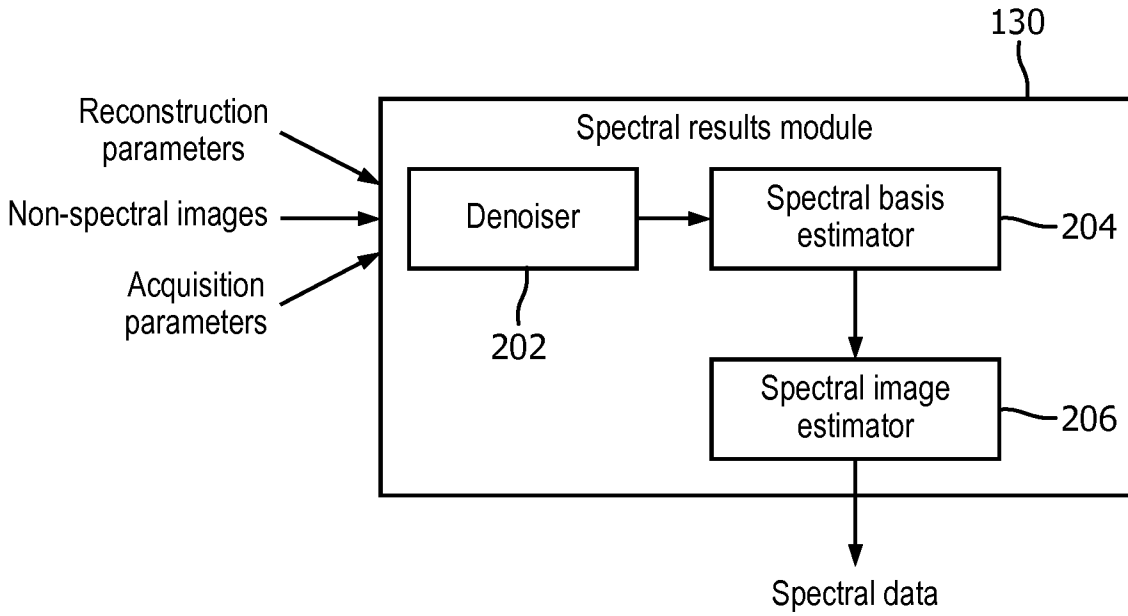 130
Reconstruction
parameters
Spectral results module
Non-spectral images
Denoiser
Spectral basis
estimator
204
Acquisition
parameters
202
Spectral image
estimator
206
Spectral data